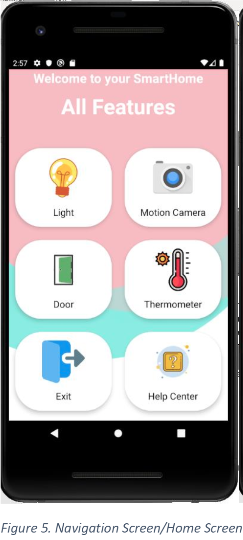 2:57
Welcome to your SmartHome
All Features
Light
Motion Camera
Door
Thermometer
Exit
Help Center
Figure 5. Navigation Screen/Home Screen